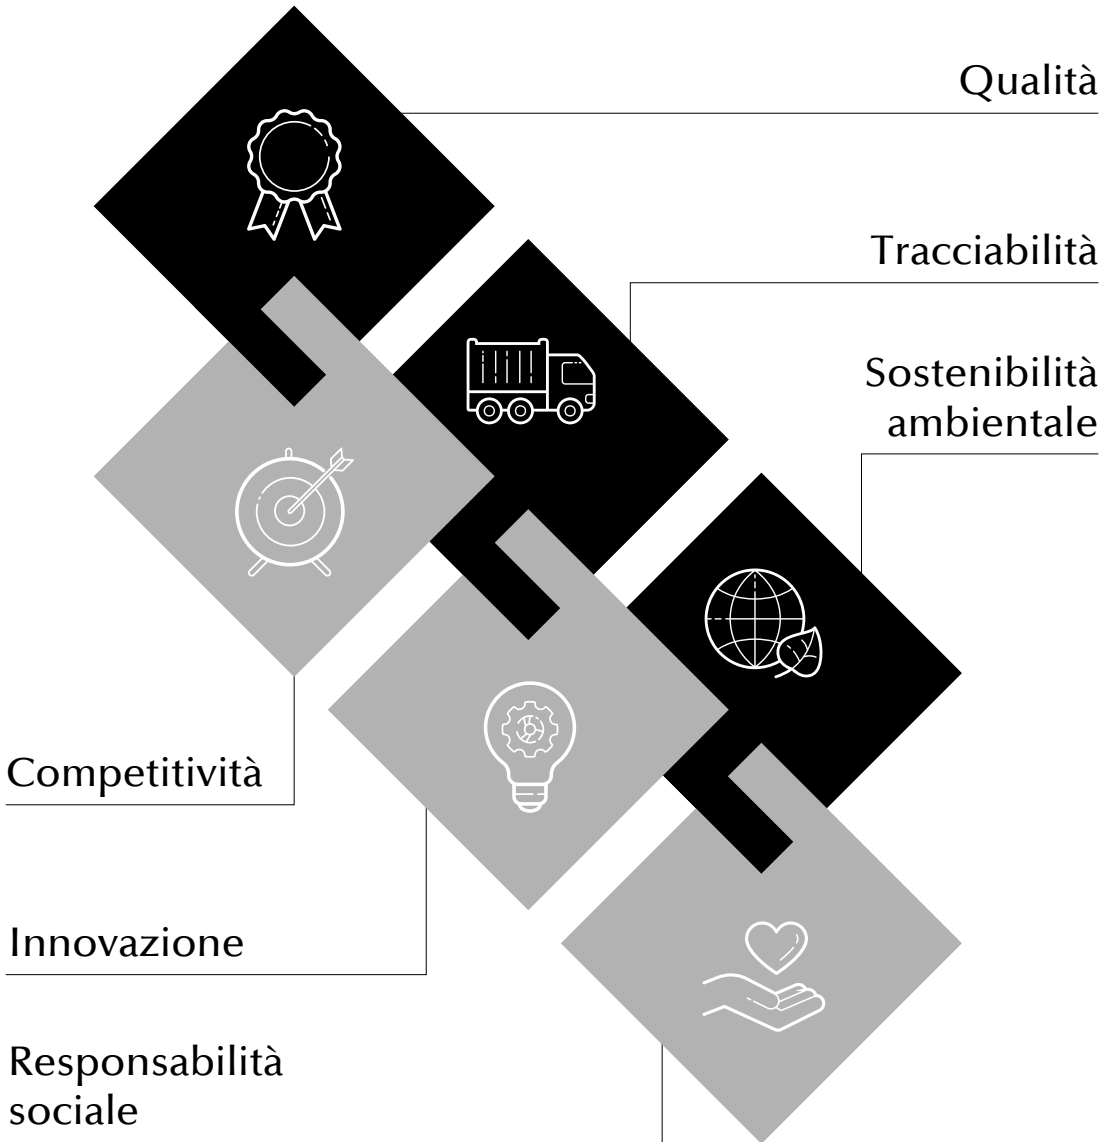 Qualità
Tracciabilità
Sostenibilità
ambientale
Competitività
Innovazione
Responsabilità
sociale